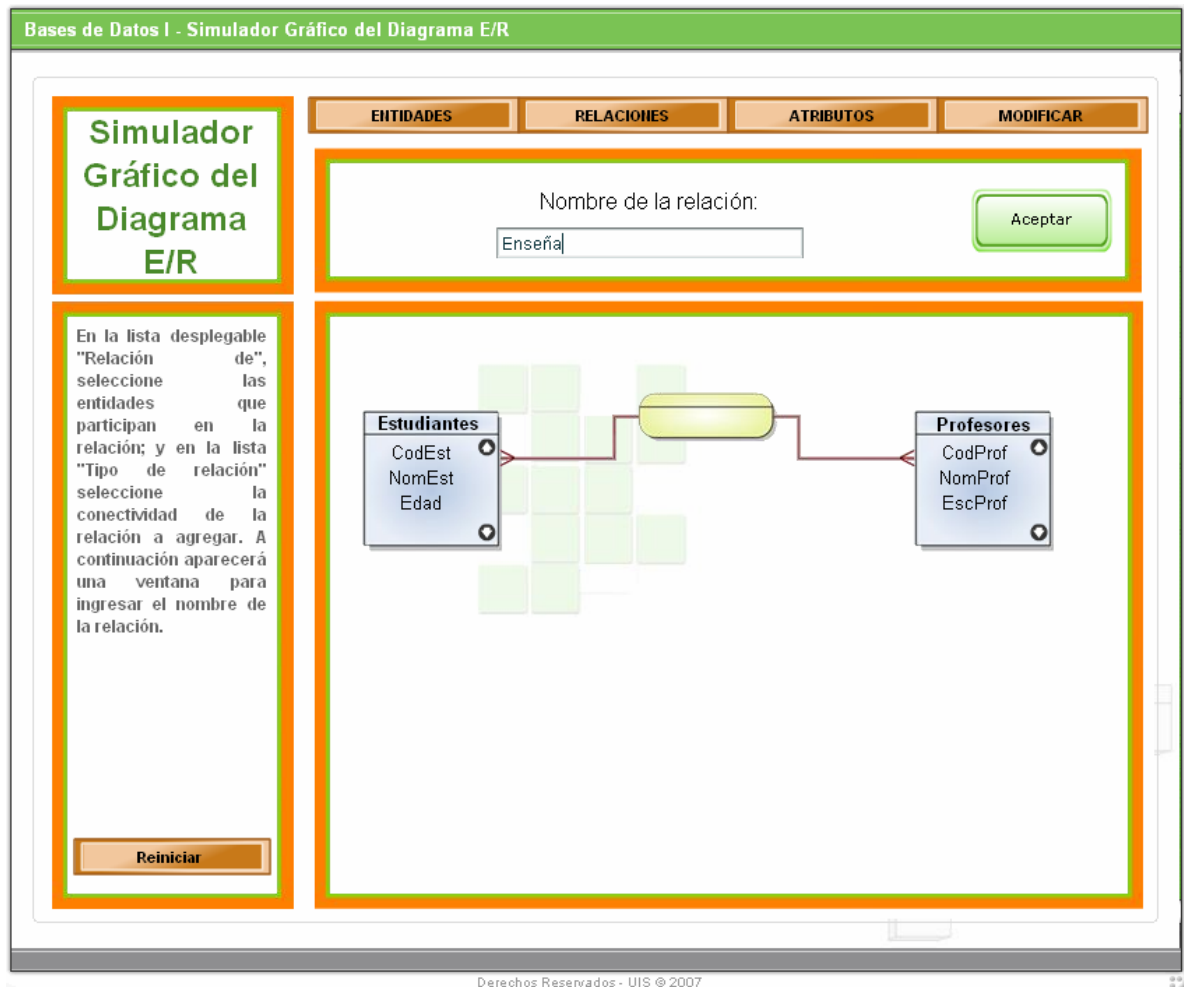 Bases de Datos I - Simulador Gráfico del Diagrama E/R
Simulador
Gráfico del
Diagrama
E/R
ENTIDADES
RELACIONES
ATRIBUTOS
MODIFICAR
Nombre de la relación:
Enseña
Aceptar
En la lista desplegable
"Relación de",
seleccione las
entidades que
participan en la
relación; y en la lista
"Tipo de relación"
seleccione la
conectividad de la
relación a agregar. A
continuación aparecerá
una ventana para
ingresar el nombre de
la relación.
Reiniciar
Estudiantes
CodEst
NomEst
Edad
Profesores
CodProf
NomProf
EscProf
Derechos Reservados - UIS @ 2007